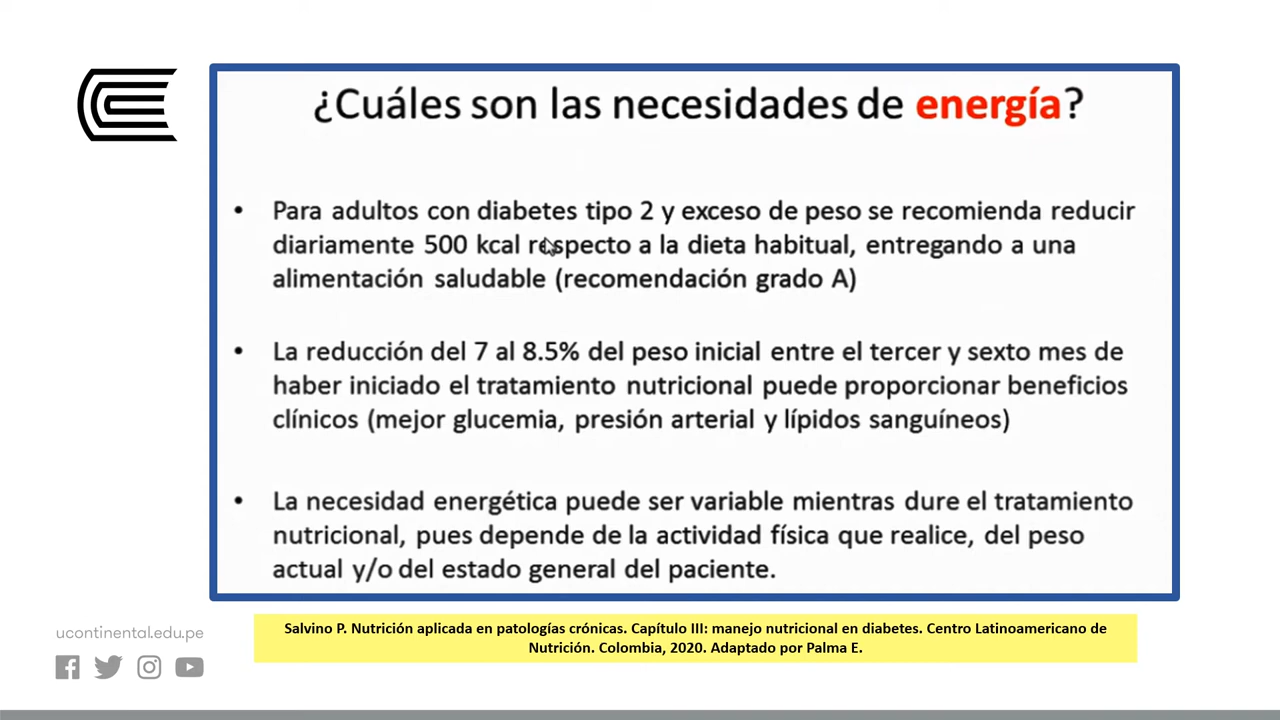 ¿Cuáles son las necesidades de energía?
• Para adultos con diabetes tipo 2 y exceso de peso se recomienda reducir
diariamente 500 kcal respecto a la dieta habitual, entregando a una
alimentación saludable (recomendación grado A)
• La reducción del 7 al 8.5% del peso inicial entre el tercer y sexto mes de
haber iniciado el tratamiento nutricional puede proporcionar beneficios
clínicos (mejor glucemia, presión arterial y lípidos sanguíneos)
• La necesidad energética puede ser variable mientras dure el tratamiento
nutricional, pues depende de la actividad física que realice, del peso
actual y/o del estado general del paciente.
Salvino P. Nutrición aplicada en patologías crónicas. Capítulo III: manejo nutricional en diabetes. Centro Latinoamericano de
Nutrición. Colombia, 2020. Adaptado por Palma E.
ucontinental.edu.pe